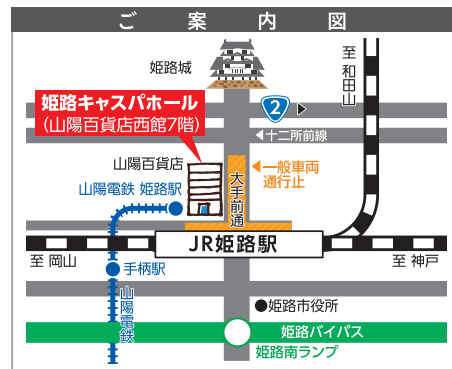 ご案内図
姫路城
至 和田山
2
姫路キャスパホール
(山陽百貨店西館7階)
十二所前線
山陽百貨店
一般車両
通行止
大手前通
山陽電鉄 姫路駅
JR姫路駅
至 岡山
至 神戸
手柄駅
山陽電鉄
●姫路市役所
姫路バイパス
姫路南ランプ